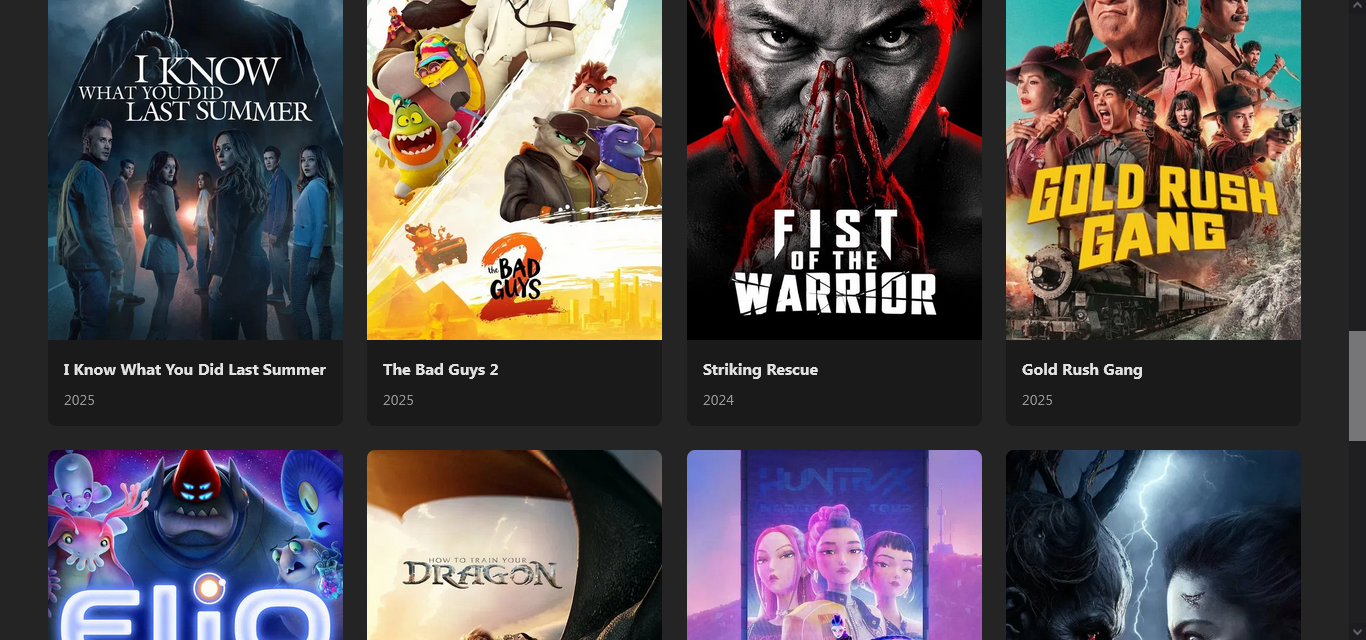 I KNOW
WHAT YOU DID
LAST SUMMER
the BAD
GUYS
2
FIST
OF THE
WARRIOR
GOLD RUSH
GANG
I Know What You Did Last Summer
2025
The Bad Guys 2
2025
Striking Rescue
2024
Gold Rush Gang
2025
Elio
HOW TO TRAIN YOUR
DRAGON
HUNTR/X
WORLD TOUR